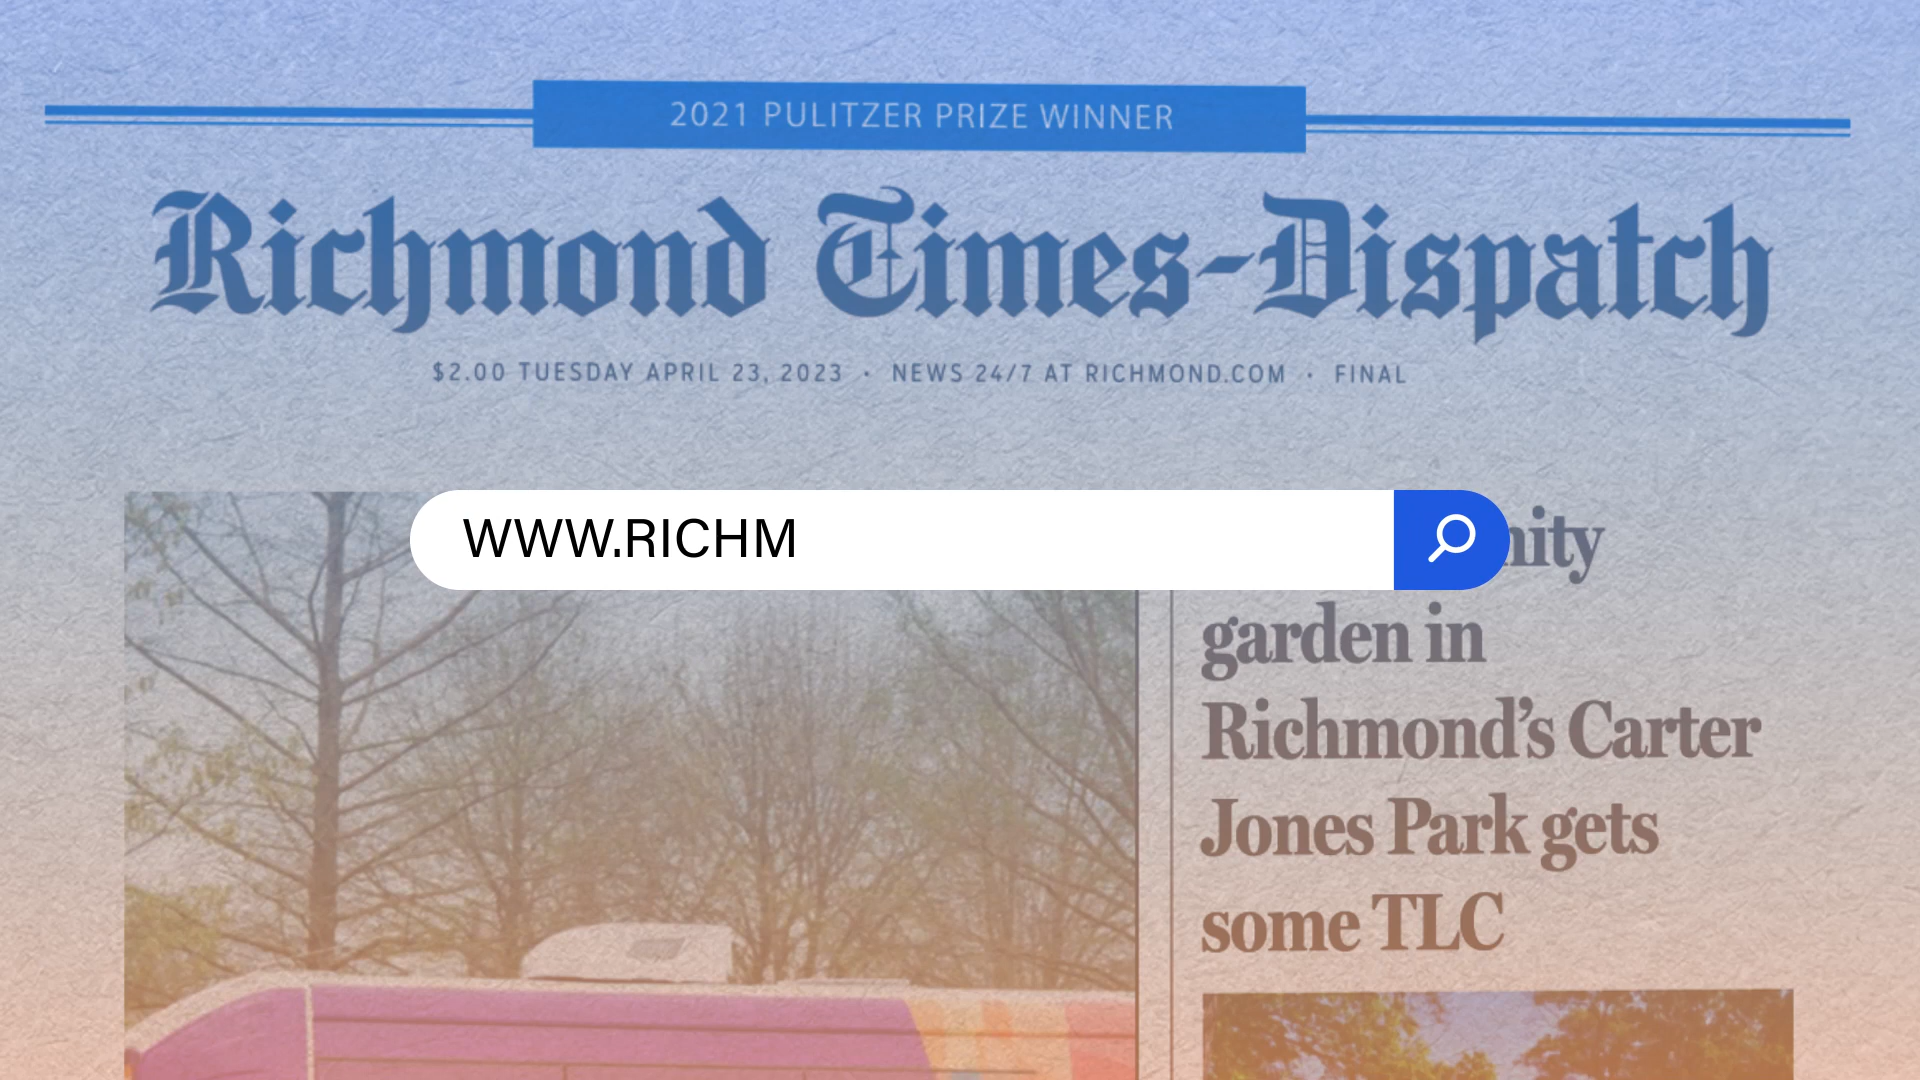 2021 PULITZER PRIZE WINNER
Richmond Times-Dispatch
$2.00 TUESDAY APRIL 23, 2023 · NEWS 24/7 AT RICHMOND.COM · FINAL
WWW.RICHM
garden in
Richmond’s Carter
Jones Park gets
some TLC